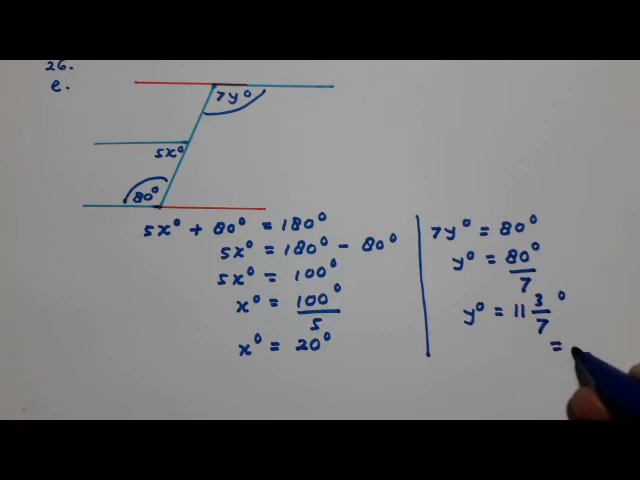 26.
e.
7y°
5x°
80°
5x° + 80° = 180°
5x° = 180° - 80°
5x° = 100°
x° = 100°/5
x° = 20°
7y° = 80°
y° = 80°/7
y° = 11 3/7 °
=